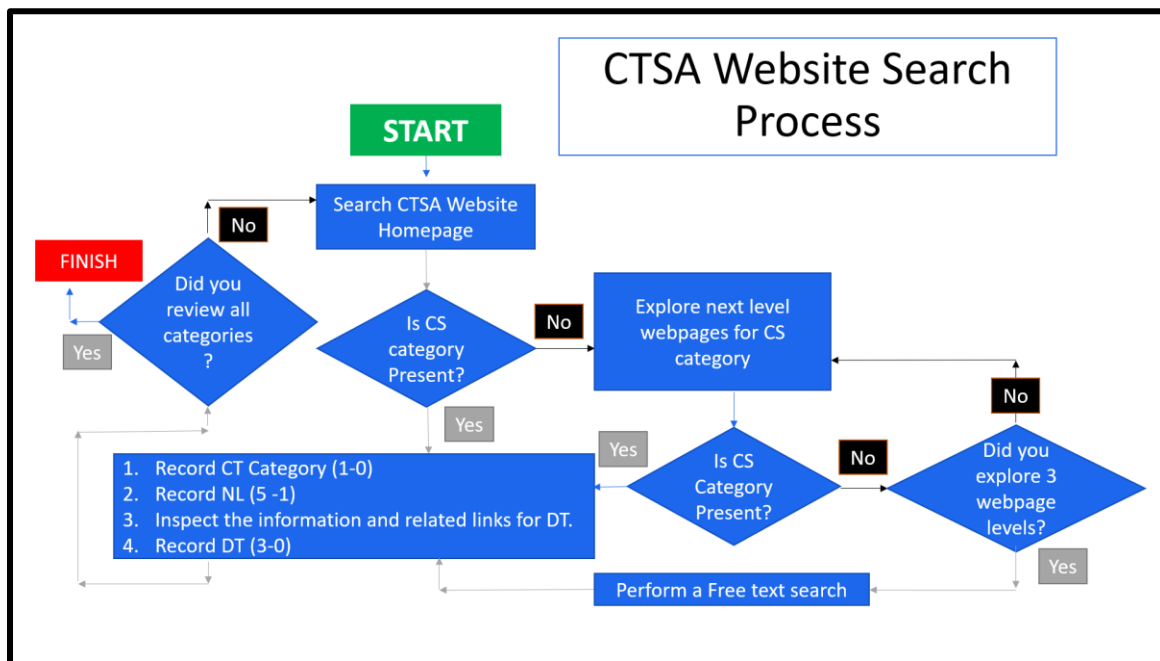 CTSA Website Search
Process
START
Search CTSA Website
Homepage
No
FINISH
Did you
review all
categories
?
Yes
Is CS
category
Present?
No
Explore next level
webpages for CS
category
Yes
No
1. Record CT Category (1-0)
2. Record NL (5 -1)
3. Inspect the information and related links for DT.
4. Record DT (3-0)
Yes
Is CS
Category
Present?
No
Did you
explore 3
webpage
levels?
Yes
Perform a Free text search